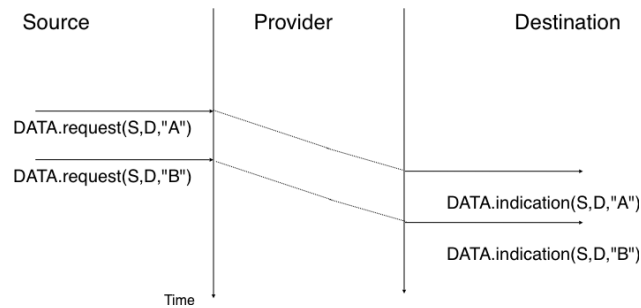 Source Provider Destination
DATA.request(S,D,"A")
DATA.request(S,D,"B")
DATA.indication(S,D,"A")
DATA.indication(S,D,"B")
Time